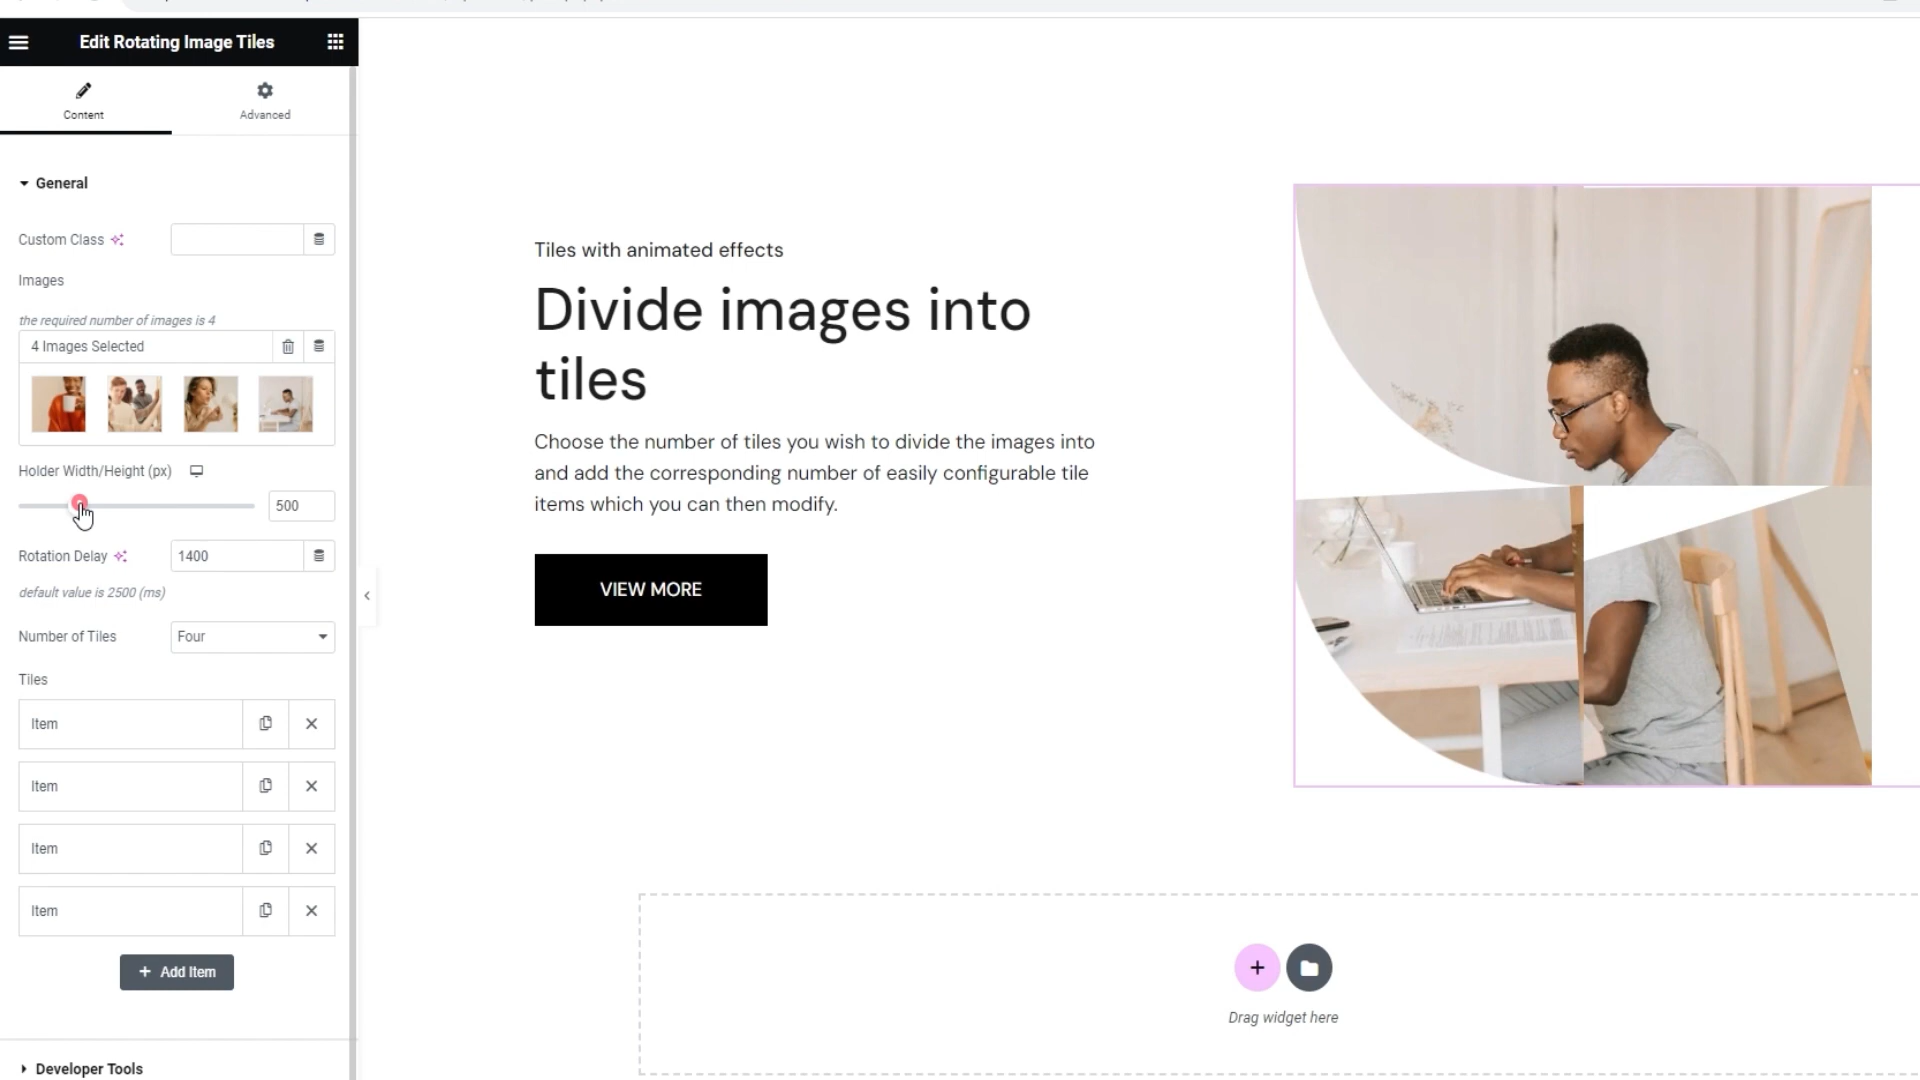 Edit Rotating Image Tiles
Content
Advanced
General
Custom Class
Images
the required number of images is 4
4 Images Selected
Holder Width/Height (px)
500
Rotation Delay
1400
default value is 2500 (ms)
Number of Tiles
Four
Tiles
Item
Item
Item
Item
+ Add Item
Developer Tools
Tiles with animated effects
Divide images into
tiles
Choose the number of tiles you wish to divide the images into
and add the corresponding number of easily configurable tile
items which you can then modify.
VIEW MORE
Drag widget here